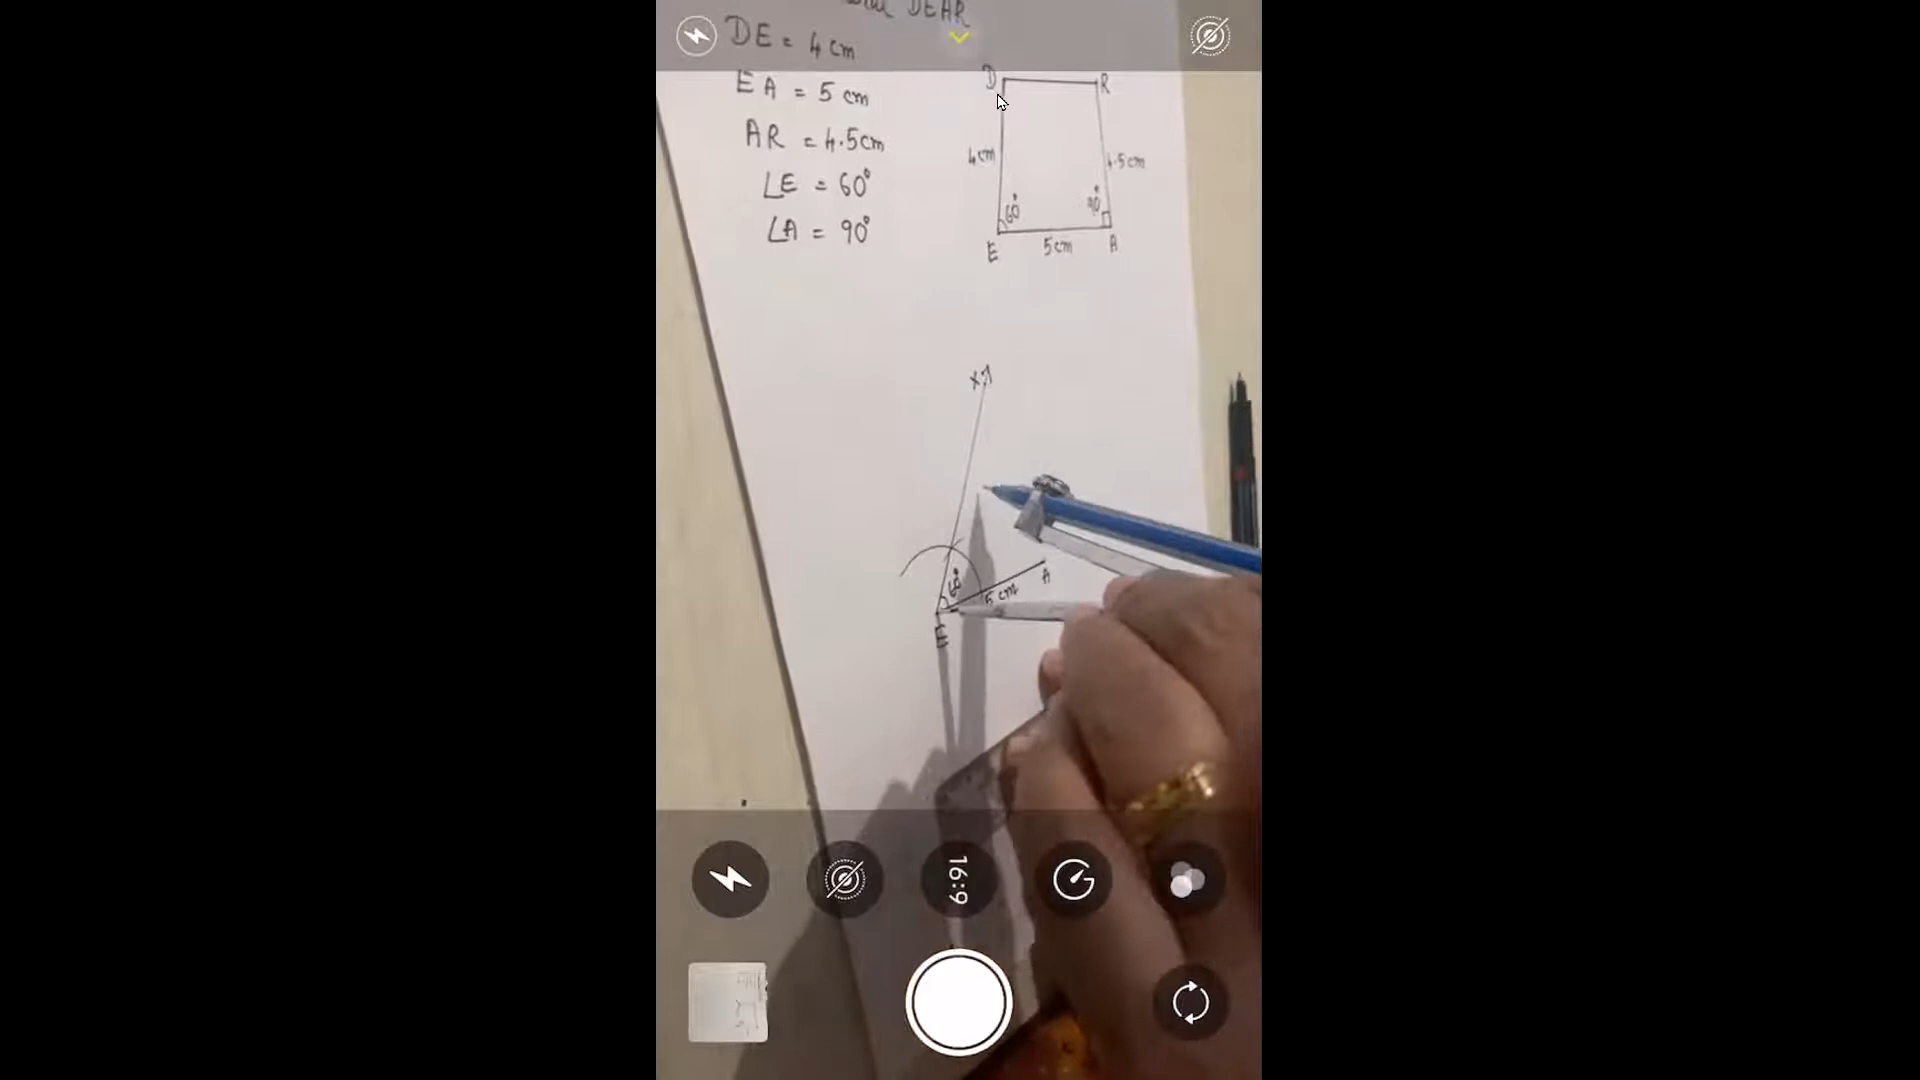 DEAR
DE = 4 cm
EA = 5 cm
AR = 4.5cm
∠E = 60°
∠A = 90°
D R
4cm 4.5cm
60° 90°
E 5cm A
X
60°
5 cm A
E
16:9